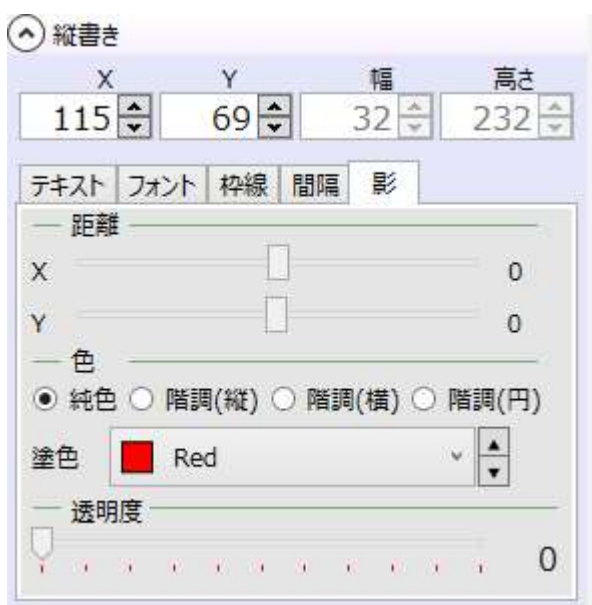 縦書き
X Y 幅 高さ
115 69 32 232
テキスト フォント 枠線 間隔 影
距離
X 0
Y 0
色
純色 階調(縦) 階調(横) 階調(円)
塗色 Red
透明度
0